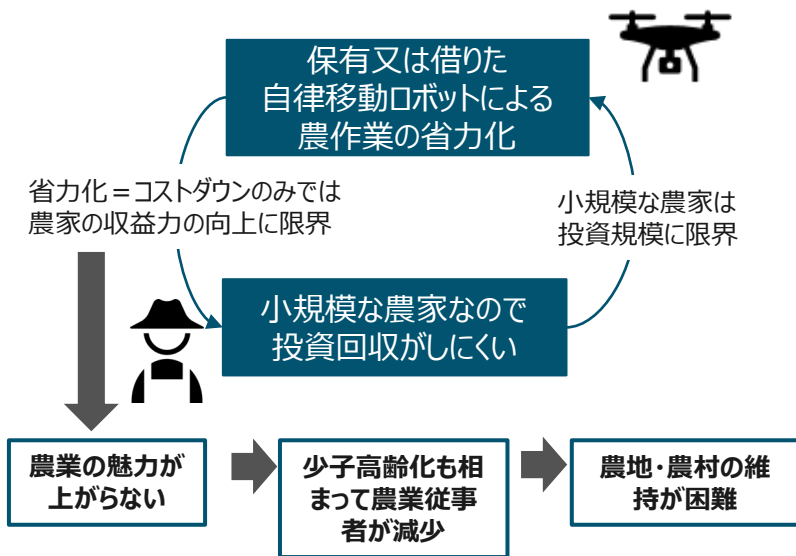 保有又は借りた
自律移動ロボットによる
農作業の省力化
省力化＝コストダウンのみでは
農家の収益力の向上に限界
小規模な農家は
投資規模に限界
小規模な農家なので
投資回収がしにくい
農業の魅力が
上がらない
少子高齢化も相
まって農業従事
者が減少
農地・農村の維
持が困難